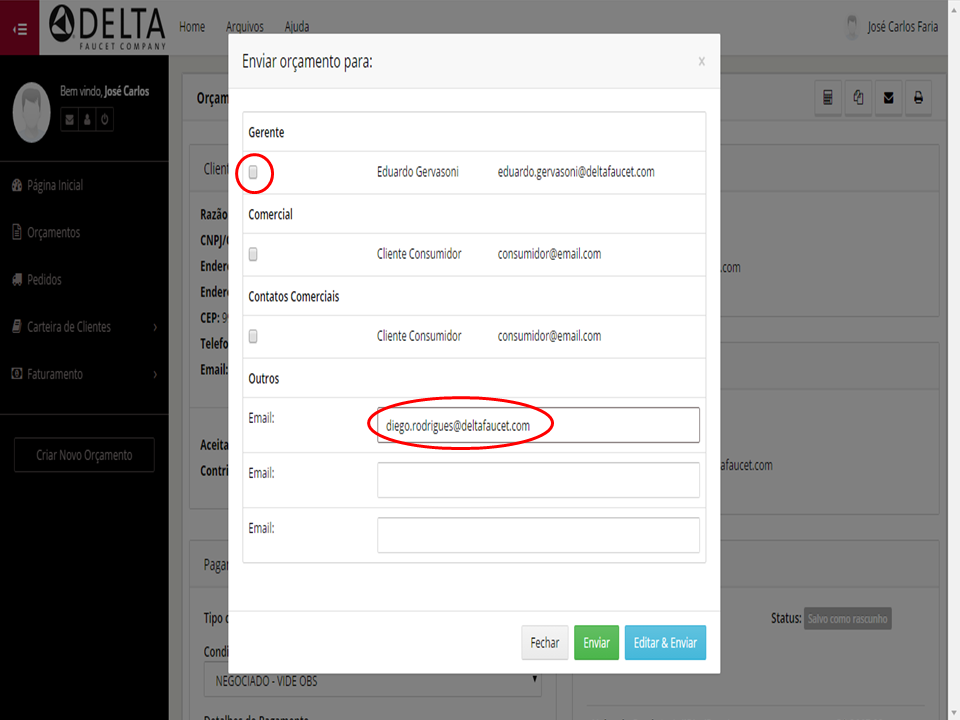 DELTA
FAUCET COMPANY
Home Arquivos Ajuda
José Carlos Faria
Bem vindo, José Carlos
Página Inicial
Orçamentos
Pedidos
Carteira de Clientes
Faturamento
Criar Novo Orçamento
Orçam
Client
Razão
CNPJ/
Ender
Ender
CEP: 9
Telefo
Email:
Aceita
Contri
.com
afaucet.com
Pagar
Tipo
Condi
NEGOCIADO - VIDE OBS
Detalhes do Pagamento
Status: Salvo como rascunho
Enviar orçamento para:
x
Gerente
Eduardo Gervasoni eduardo.gervasoni@deltafaucet.com
Comercial
Cliente Consumidor consumidor@email.com
Contatos Comerciais
Cliente Consumidor consumidor@email.com
Outros
Email: diego.rodrigues@deltafaucet.com
Email:
Email:
Fechar Enviar Editar & Enviar